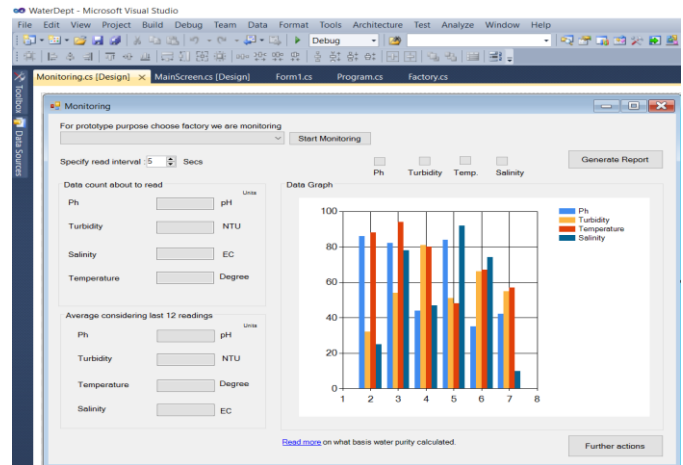 WaterDept - Microsoft Visual Studio
File Edit View Project Build Debug Team Data Format Tools Architecture Test Analyze Window Help
Debug
Monitoring.cs [Design] MainScreen.cs [Design] Form1.cs Program.cs Factory.cs
Toolbox
Data Sources
Monitoring
For prototype purpose choose factory we are monitoring
Start Monitoring
Specify read interval :5 Secs
Ph Turbidity Temp. Salinity
Generate Report
Data count about to read
Units
Ph pH
Turbidity NTU
Salinity EC
Temperature Degree
Average considering last 12 readings
Units
Ph pH
Turbidity NTU
Temperature Degree
Salinity EC
Data Graph
100
80
60
40
20
0
1 2 3 4 5 6 7 8
Ph
Turbidity
Temperature
Salinity
Read more on what basis water purity calculated.
Further actions